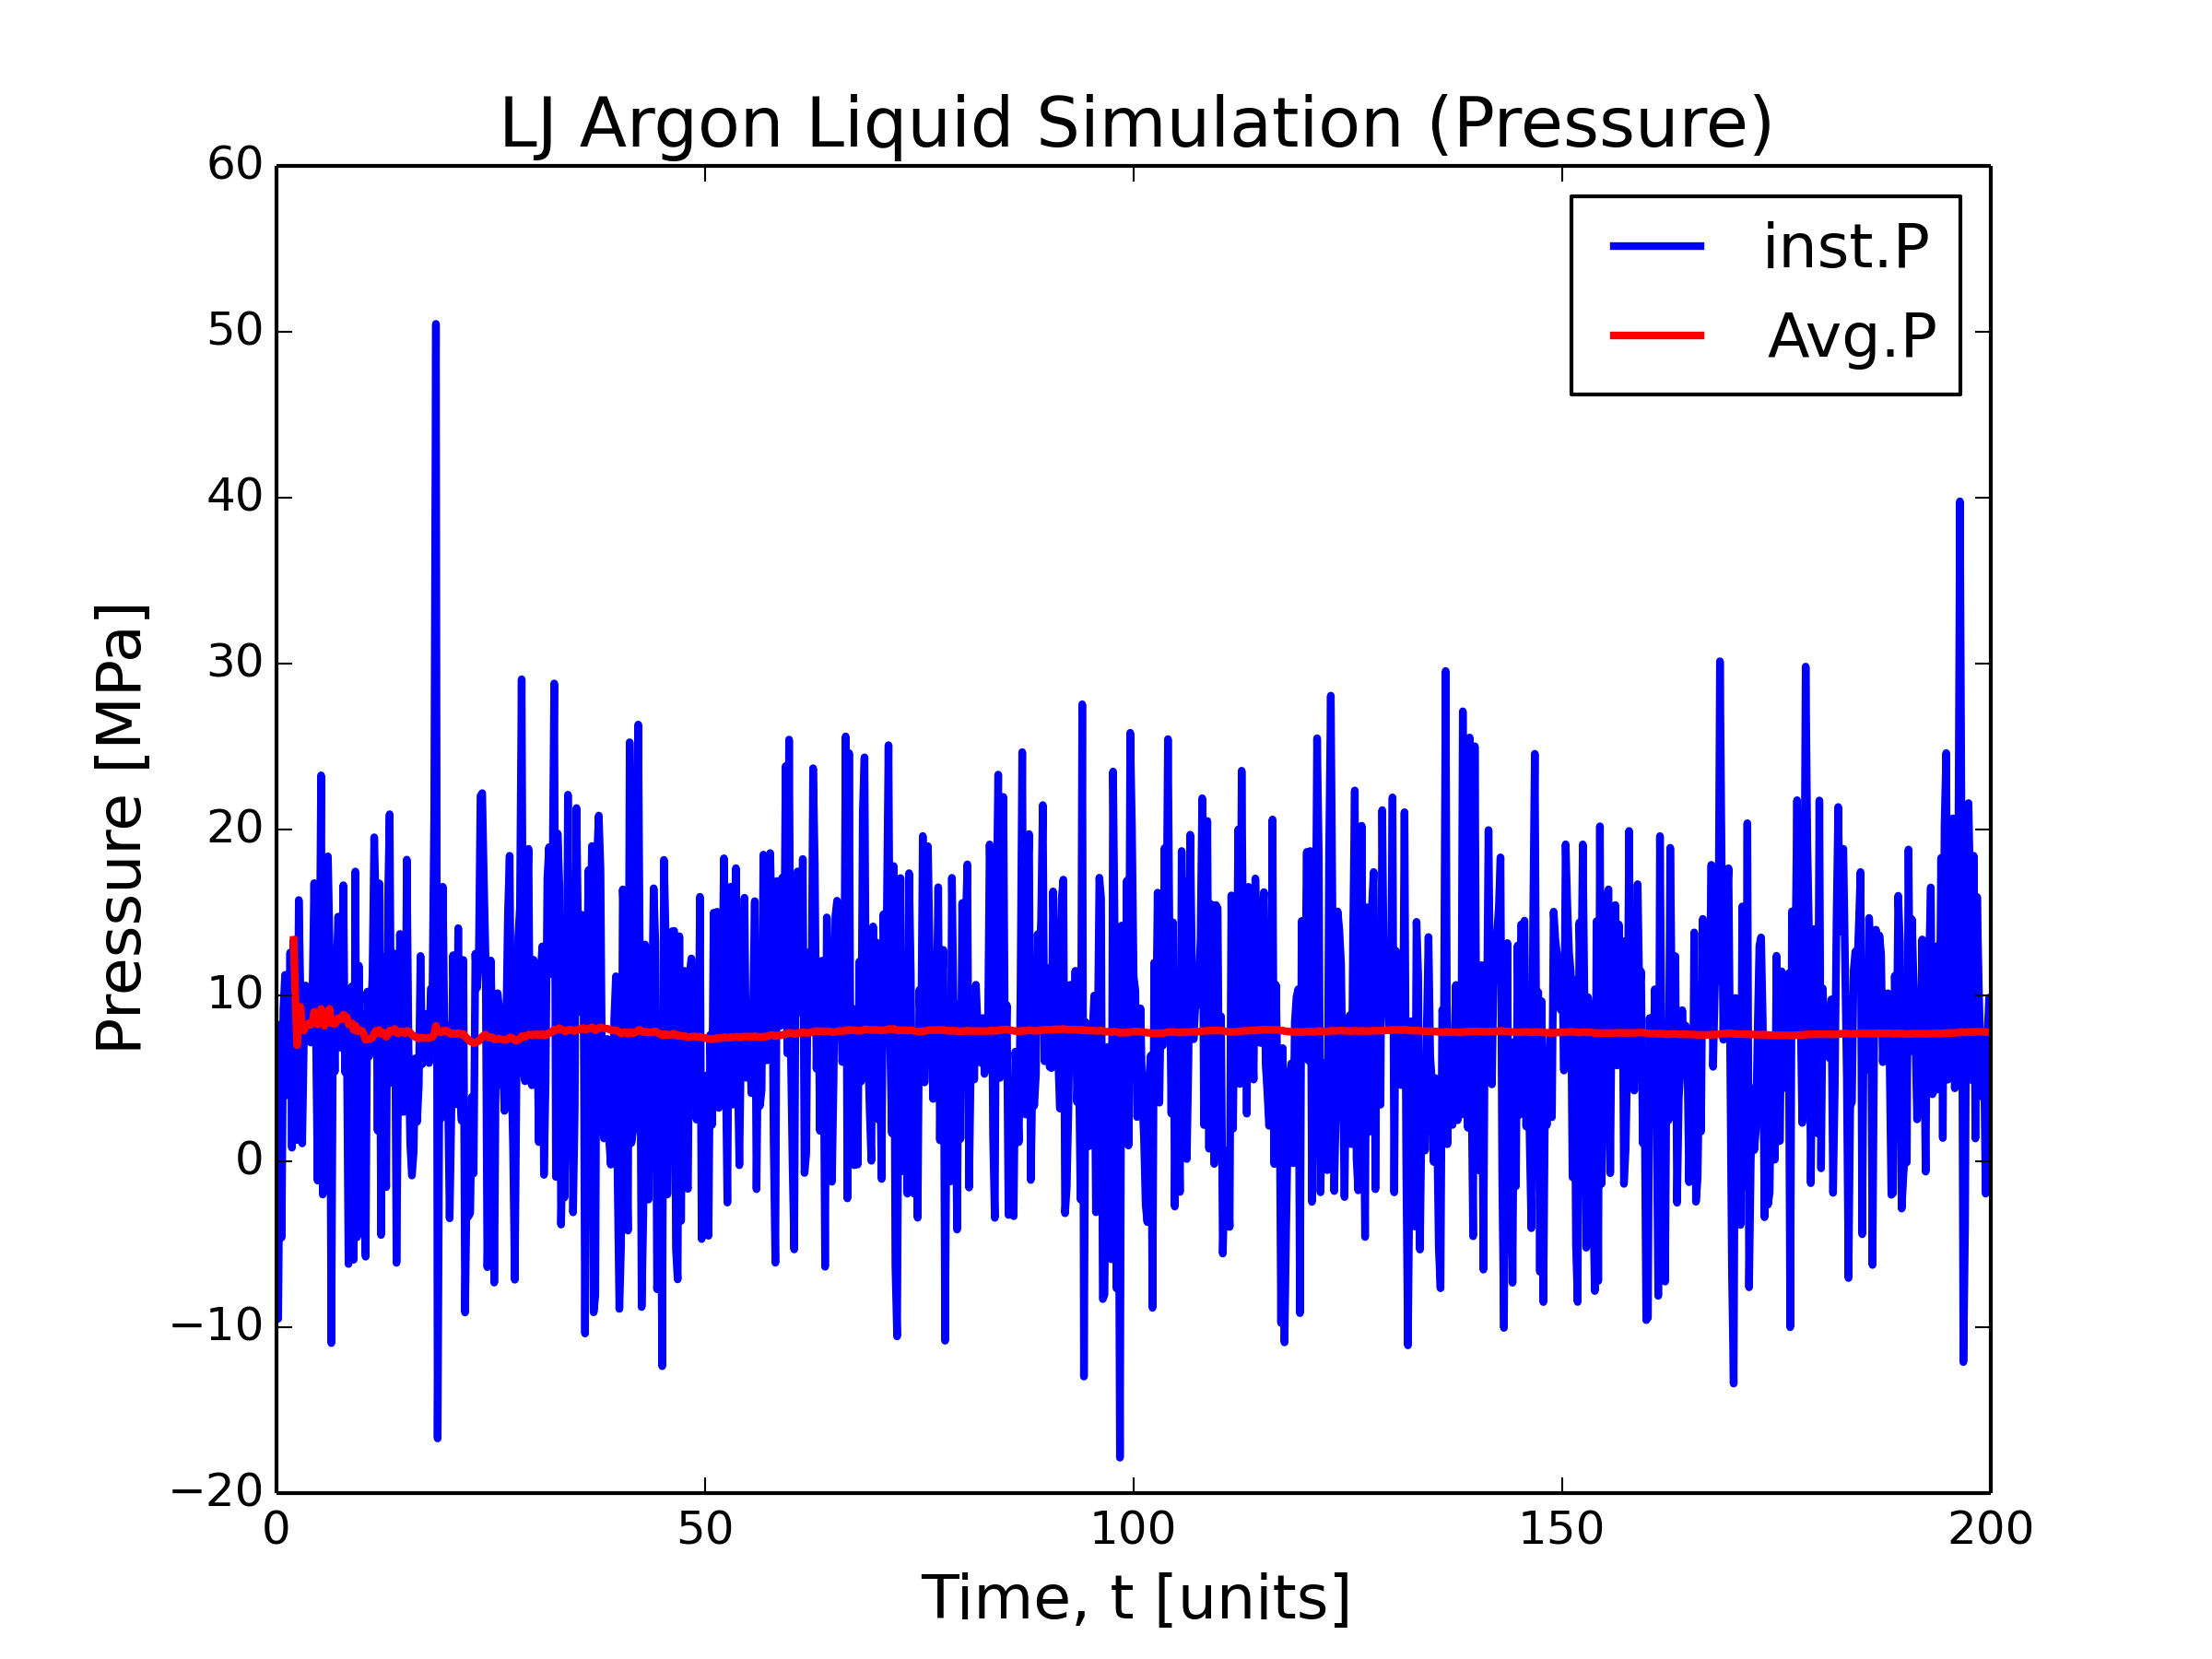 LJ Argon Liquid Simulation (Pressure)
60
50
40
30
20
10
0
−10
−20
Pressure [MPa]
inst.P
Avg.P
0 50 100 150 200
Time, t [units]